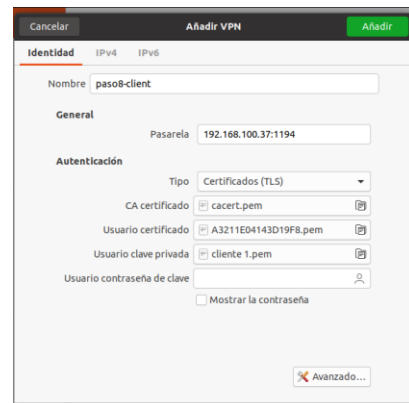 Cancelar Añadir VPN Añadir
Identidad IPv4 IPv6
Nombre paso8-client
General
Pasarela 192.168.100.37:1194
Autenticación
Tipo Certificados (TLS)
CA certificado cacert.pem
Usuario certificado A3211E04143D19F8.pem
Usuario clave privada cliente 1.pem
Usuario contraseña de clave
Mostrar la contraseña
Avanzado...